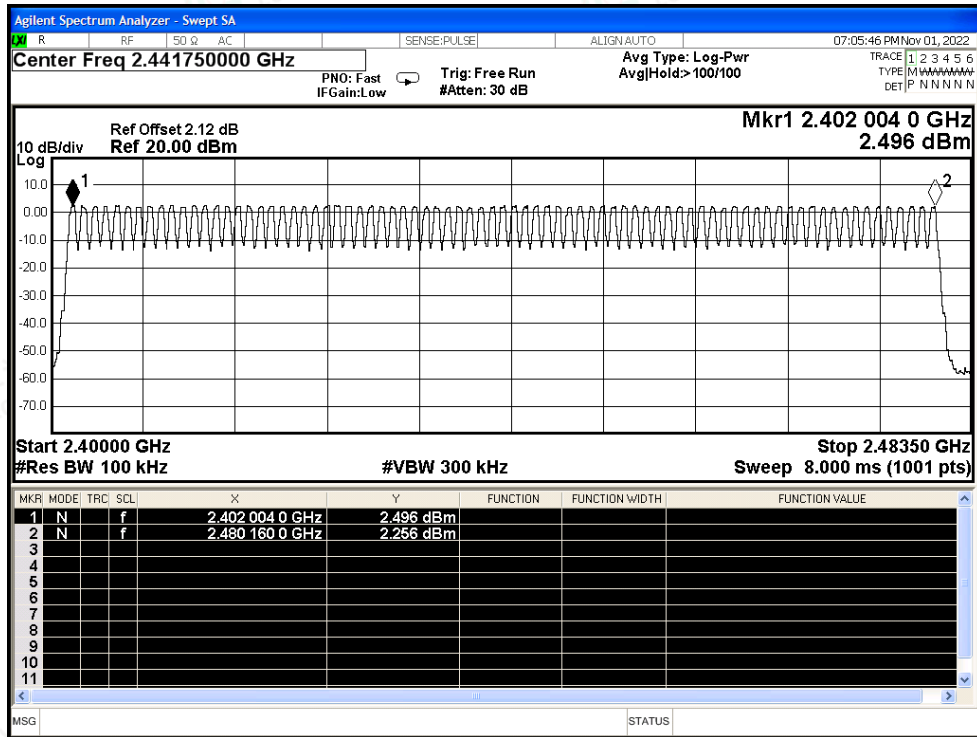 Agilent Spectrum Analyzer - Swept SA
LXI R RF 50 Ω AC SENSE:PULSE ALIGN AUTO 07:05:46 PM Nov 01, 2022
Center Freq 2.441750000 GHz
PNO: Fast
IFGain:Low
Trig: Free Run
#Atten: 30 dB
Avg Type: Log-Pwr
Avg|Hold:>100/100
TRACE 1 2 3 4 5 6
TYPE M
DET P N N N N N
Mkr1 2.402 004 0 GHz
2.496 dBm
Ref Offset 2.12 dB
10 dB/div Ref 20.00 dBm
Log
1
2
10.0
0.00
-10.0
-20.0
-30.0
-40.0
-50.0
-60.0
-70.0
Start 2.40000 GHz Stop 2.48350 GHz
#Res BW 100 kHz #VBW 300 kHz Sweep 8.000 ms (1001 pts)
MKR MODE TRC SCL X Y FUNCTION FUNCTION WIDTH FUNCTION VALUE
1 N f 2.402 004 0 GHz 2.496 dBm
2 N f 2.480 160 0 GHz 2.256 dBm
3
4
5
6
7
8
9
10
11
MSG STATUS